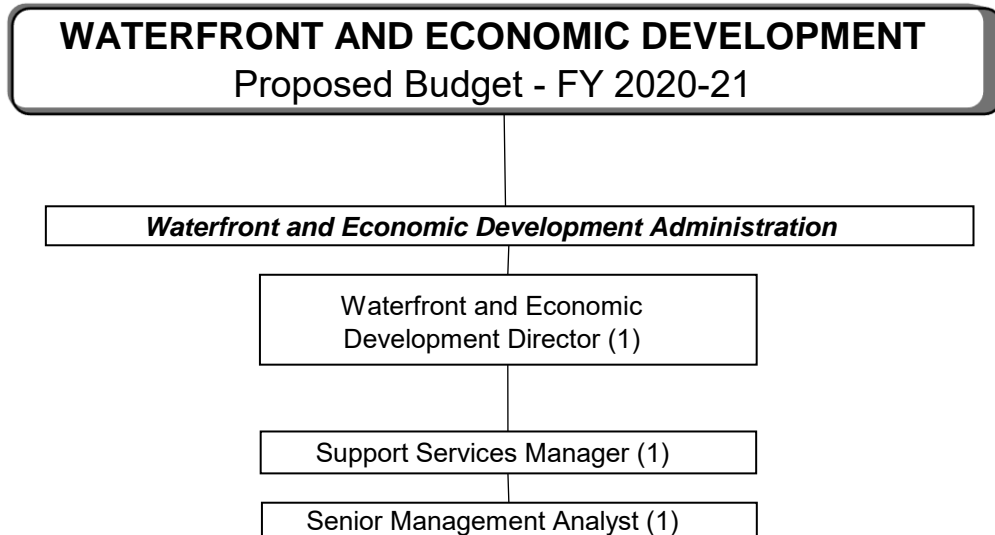 WATERFRONT AND ECONOMIC DEVELOPMENT
Proposed Budget - FY 2020-21
Waterfront and Economic Development Administration
Waterfront and Economic
Development Director (1)
Support Services Manager (1)
Senior Management Analyst (1)